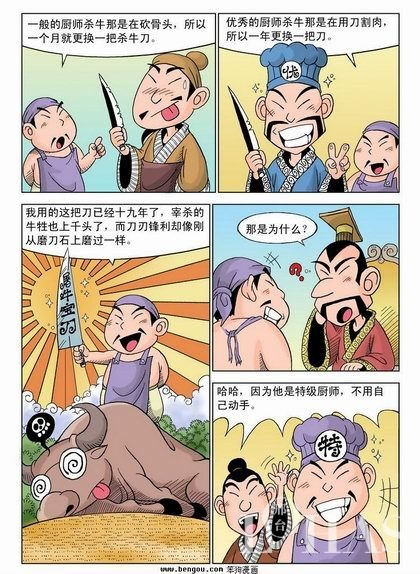 一般的厨师杀牛那是在砍骨头，所以
一个月就更换一把杀牛刀。
优秀的厨师杀牛那是在用刀割肉，
所以一年更换一把刀。
优
我用的这把刀已经十九年了，宰杀的
牛牲也上千头了，而刀刃锋利却像刚
从磨刀石上磨过一样。
屠牛宝刀
那是为什么？
?
哈哈，因为他是特级厨师，不用自
己动手。
特
www.bengou.com 笨狗漫画